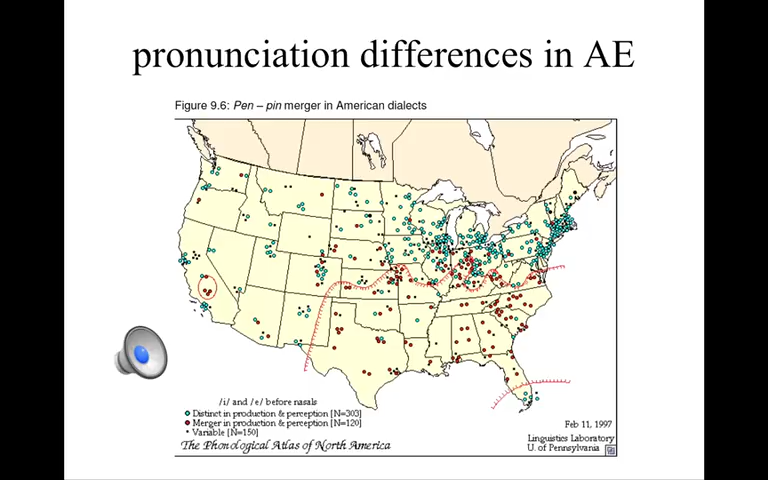 pronunciation differences in AE
Figure 9.6: Pen – pin merger in American dialects
/i/ and /e/ before nasals
Distinct in production & perception [N=303]
Merger in production & perception [N=120]
Variable [N=150]
The Phonological Atlas of North America
Feb 11, 1997
Linguistics Laboratory
U. of Pennsylvania